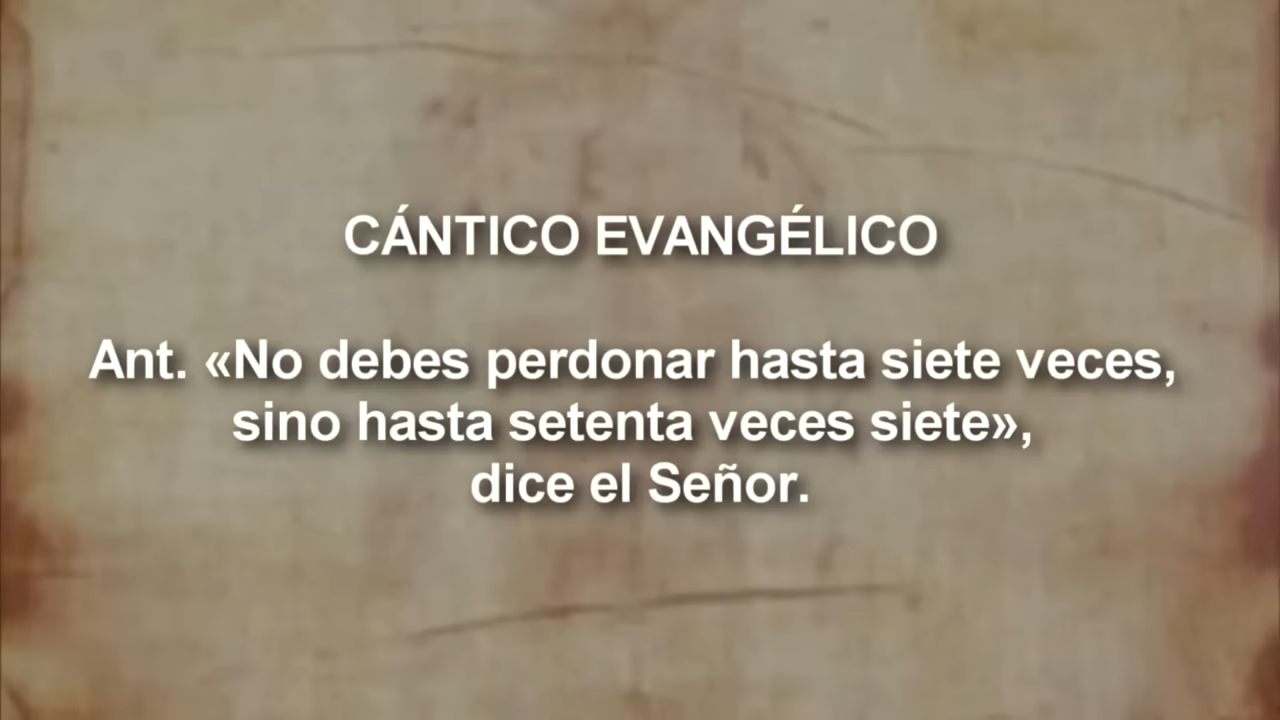 CÁNTICO EVANGÉLICO
Ant. «No debes perdonar hasta siete veces,
sino hasta setenta veces siete»,
dice el Señor.